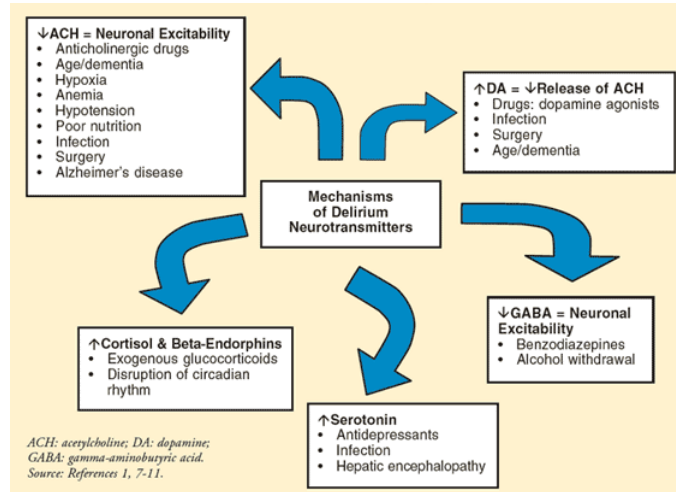 ↓ACH = Neuronal Excitability
• Anticholinergic drugs
• Age/dementia
• Hypoxia
• Anemia
• Hypotension
• Poor nutrition
• Infection
• Surgery
• Alzheimer's disease
↑DA = ↓Release of ACH
• Drugs: dopamine agonists
• Infection
• Surgery
• Age/dementia
Mechanisms
of Delirium
Neurotransmitters
↓GABA = Neuronal
Excitability
• Benzodiazepines
• Alcohol withdrawal
↑Cortisol & Beta-Endorphins
• Exogenous glucocorticoids
• Disruption of circadian
rhythm
↑Serotonin
• Antidepressants
• Infection
• Hepatic encephalopathy
ACH: acetylcholine; DA: dopamine;
GABA: gamma-aminobutyric acid.
Source: References 1, 7-11.